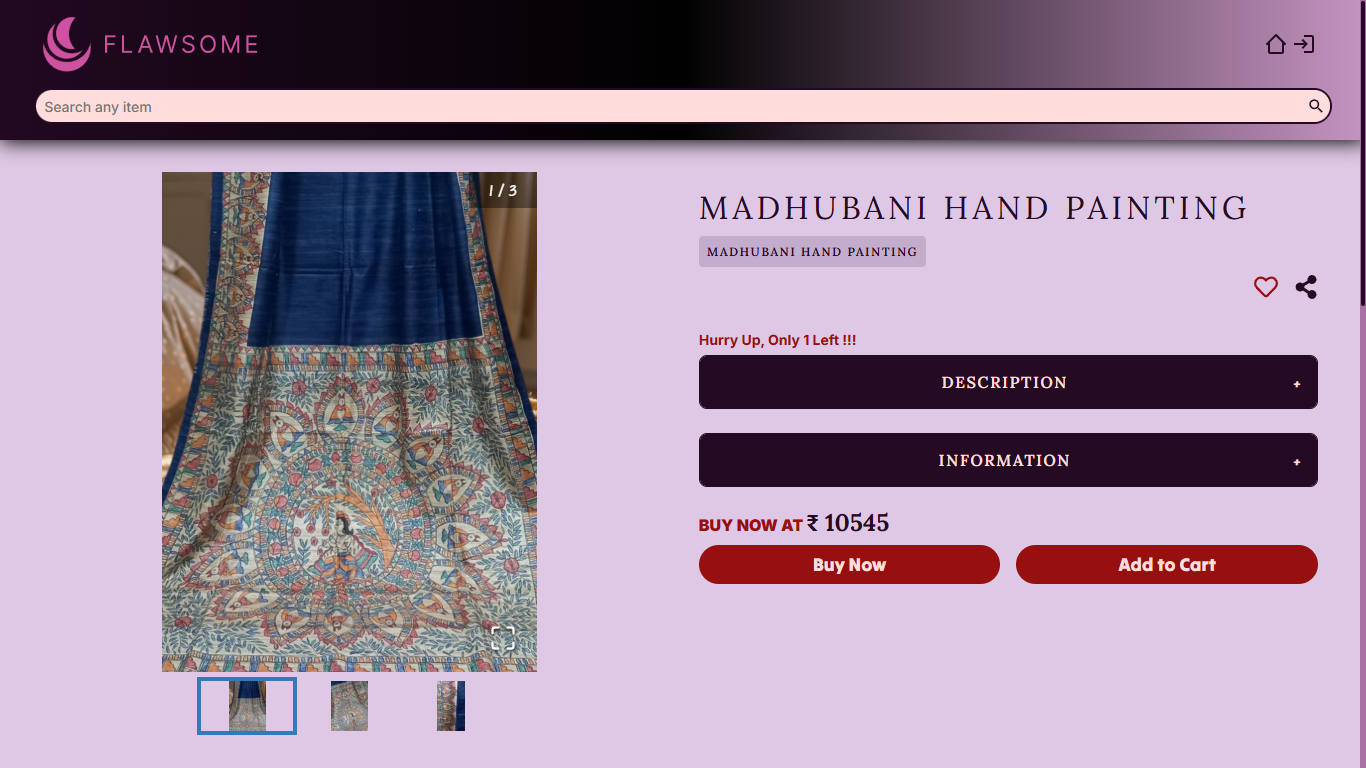 FLAWSOME
Search any item
1 / 3
MADHUBANI HAND PAINTING
MADHUBANI HAND PAINTING
Hurry Up, Only 1 Left !!!
DESCRIPTION +
INFORMATION +
BUY NOW AT ₹ 10545
Buy Now
Add to Cart